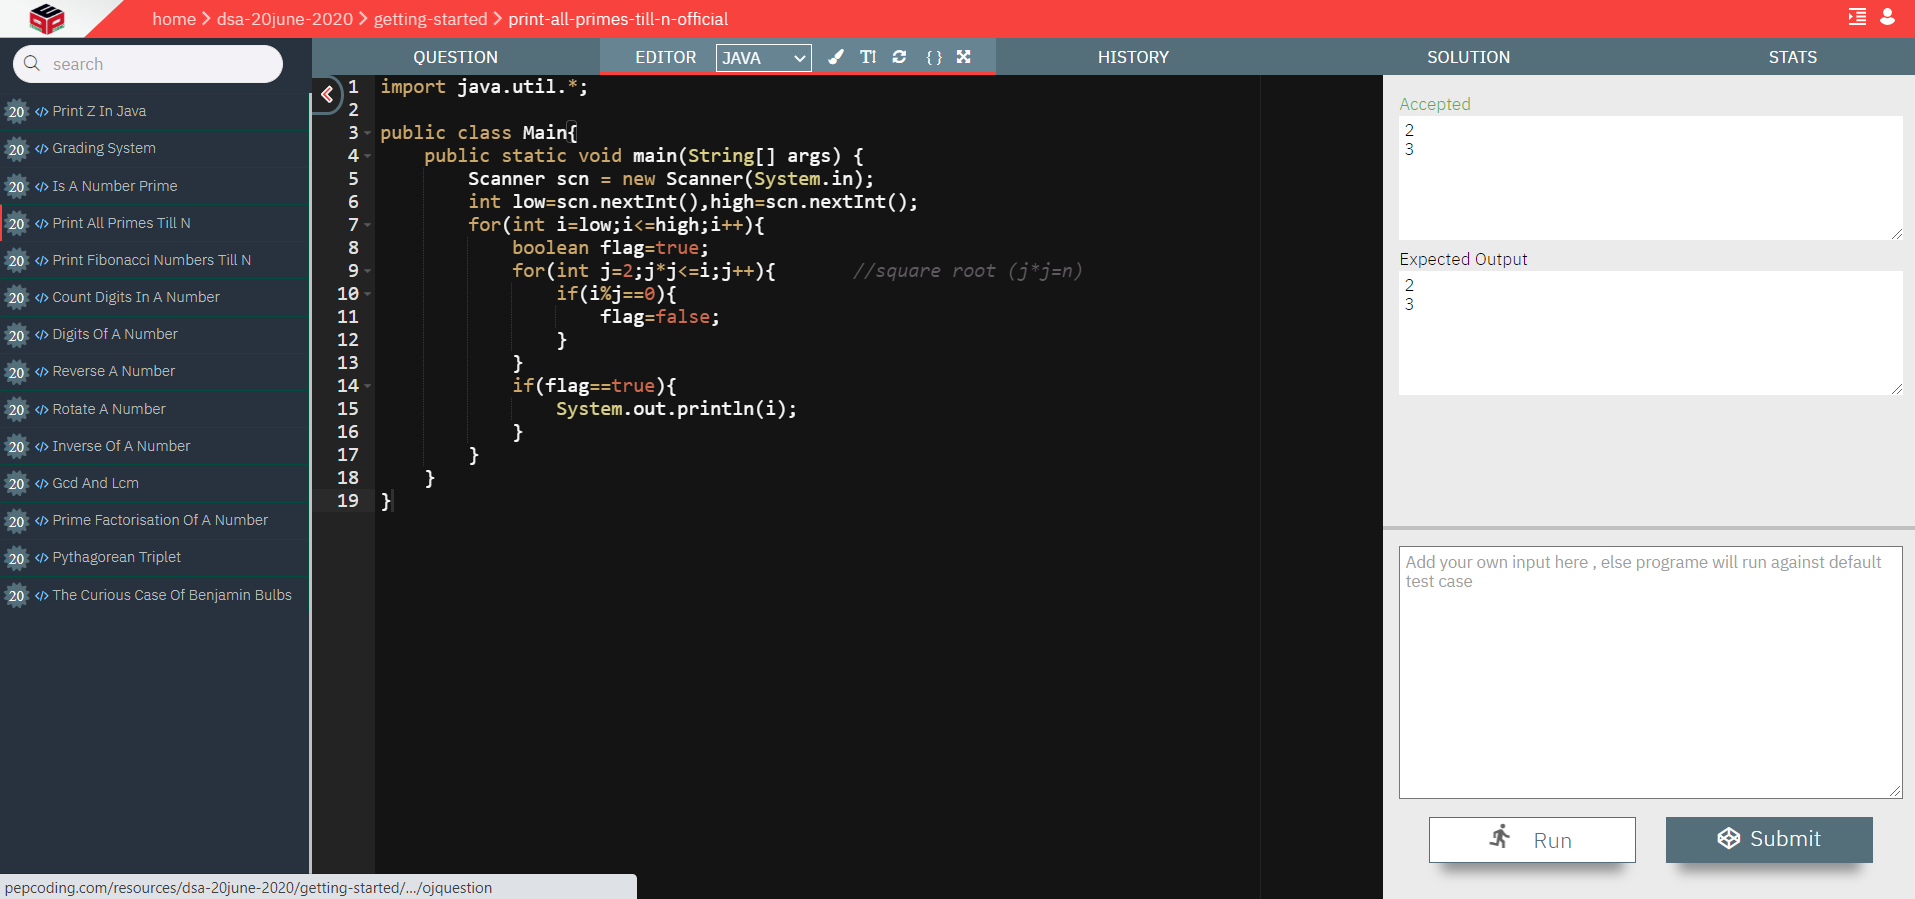 home > dsa-20june-2020 > getting-started > print-all-primes-till-n-official
search
QUESTION
EDITOR JAVA
HISTORY
SOLUTION
STATS
20 </> Print Z In Java
20 </> Grading System
20 </> Is A Number Prime
20 </> Print All Primes Till N
20 </> Print Fibonacci Numbers Till N
20 </> Count Digits In A Number
20 </> Digits Of A Number
20 </> Reverse A Number
20 </> Rotate A Number
20 </> Inverse Of A Number
20 </> Gcd And Lcm
20 </> Prime Factorisation Of A Number
20 </> Pythagorean Triplet
20 </> The Curious Case Of Benjamin Bulbs
1 import java.util.*;
2
3 public class Main{
4     public static void main(String[] args) {
5         Scanner scn = new Scanner(System.in);
6         int low=scn.nextInt(),high=scn.nextInt();
7         for(int i=low;i<=high;i++){
8             boolean flag=true;
9             for(int j=2;j*j<=i;j++){       //square root (j*j=n)
10                 if(i%j==0){
11                     flag=false;
12                 }
13             }
14             if(flag==true){
15                 System.out.println(i);
16             }
17         }
18     }
19 }
Accepted
2
3
Expected Output
2
3
Add your own input here , else programe will run against default
test case
Run
Submit
pepcoding.com/resources/dsa-20june-2020/getting-started/.../ojquestion